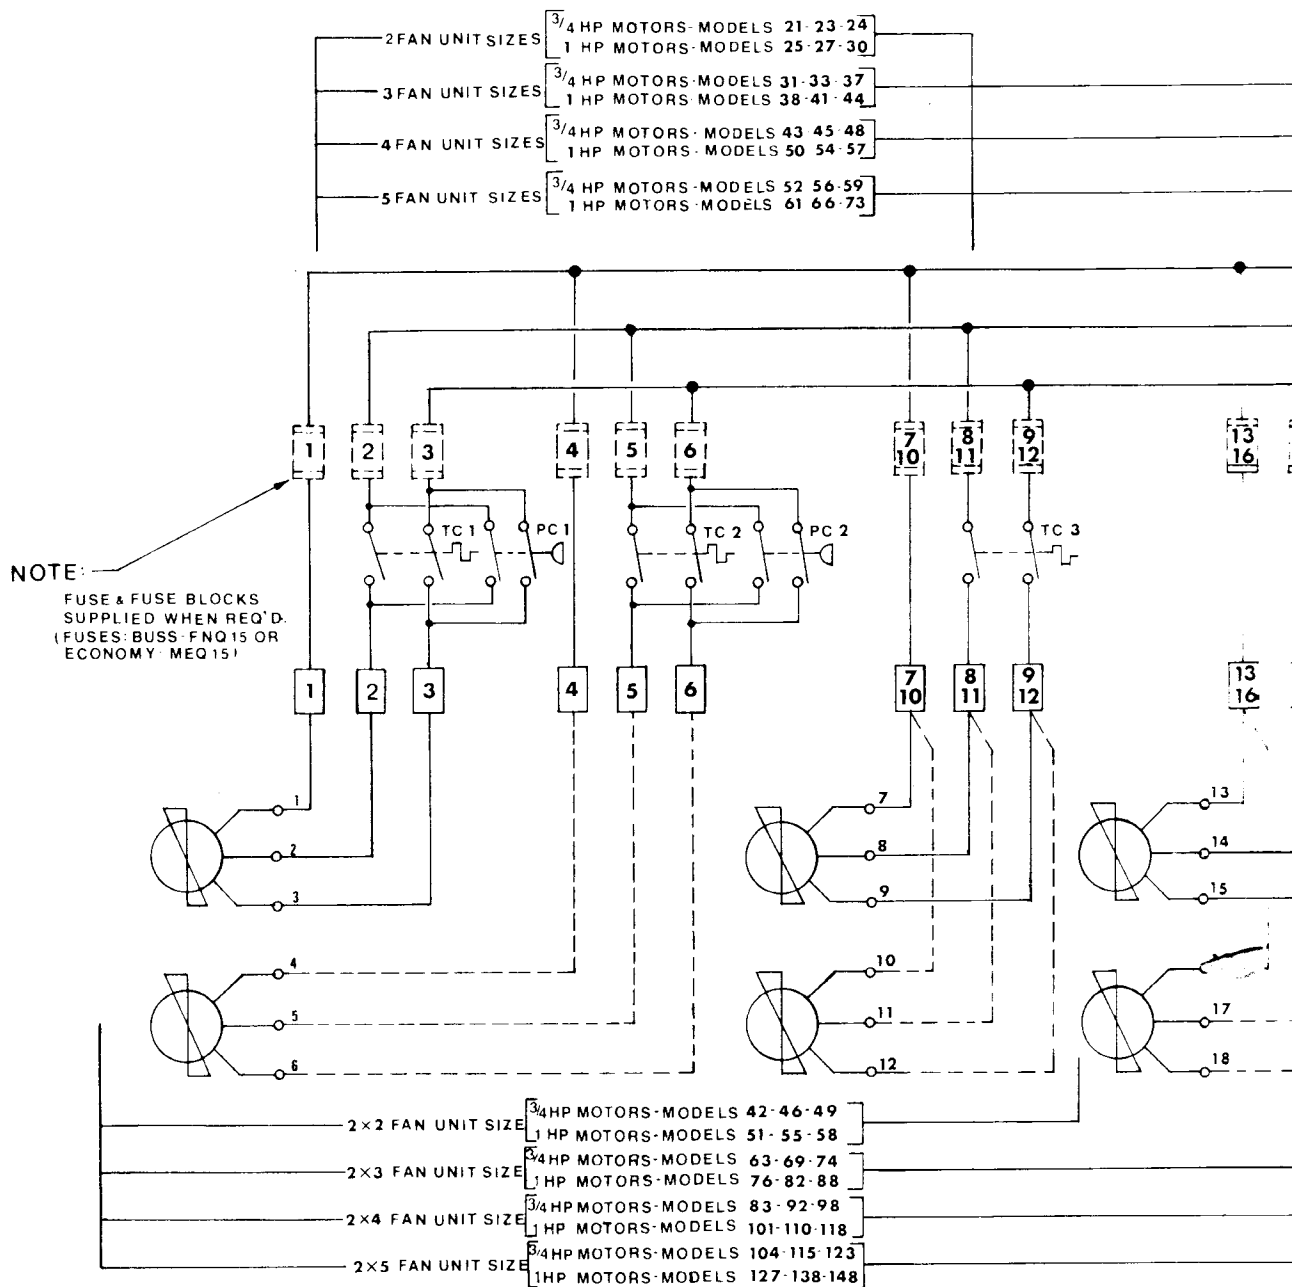 2 FAN UNIT SIZES
3/4 HP MOTORS-MODELS 21-23-24
1 HP MOTORS-MODELS 25-27-30
3 FAN UNIT SIZES
3/4 HP MOTORS-MODELS 31-33-37
1 HP MOTORS-MODELS 38-41-44
4 FAN UNIT SIZES
3/4 HP MOTORS-MODELS 43 45-48
1 HP MOTORS-MODELS 50 54-57
5 FAN UNIT SIZES
3/4 HP MOTORS-MODELS 52 56-59
1 HP MOTORS-MODELS 61 66-73
1 2 3 4 5 6 7 8 9 13
10 11 12 16
TC 1 PC 1 TC 2 PC 2 TC 3
NOTE:
FUSE & FUSE BLOCKS
SUPPLIED WHEN REQ'D.
(FUSES: BUSS-FNQ 15 OR
ECONOMY-MEQ 15)
1 2 3 4 5 6 7 8 9 13
10 11 12 16
1 7 13
2 8 14
3 9 15
4 10
5 11 17
6 12 18
2×2 FAN UNIT SIZE
3/4 HP MOTORS-MODELS 42-46-49
1 HP MOTORS-MODELS 51-55-58
2×3 FAN UNIT SIZE
3/4 HP MOTORS-MODELS 63-69-74
1 HP MOTORS-MODELS 76-82-88
2×4 FAN UNIT SIZE
3/4 HP MOTORS-MODELS 83-92-98
1 HP MOTORS-MODELS 101-110-118
2×5 FAN UNIT SIZE
3/4 HP MOTORS-MODELS 104-115-123
1 HP MOTORS-MODELS 127-138-148